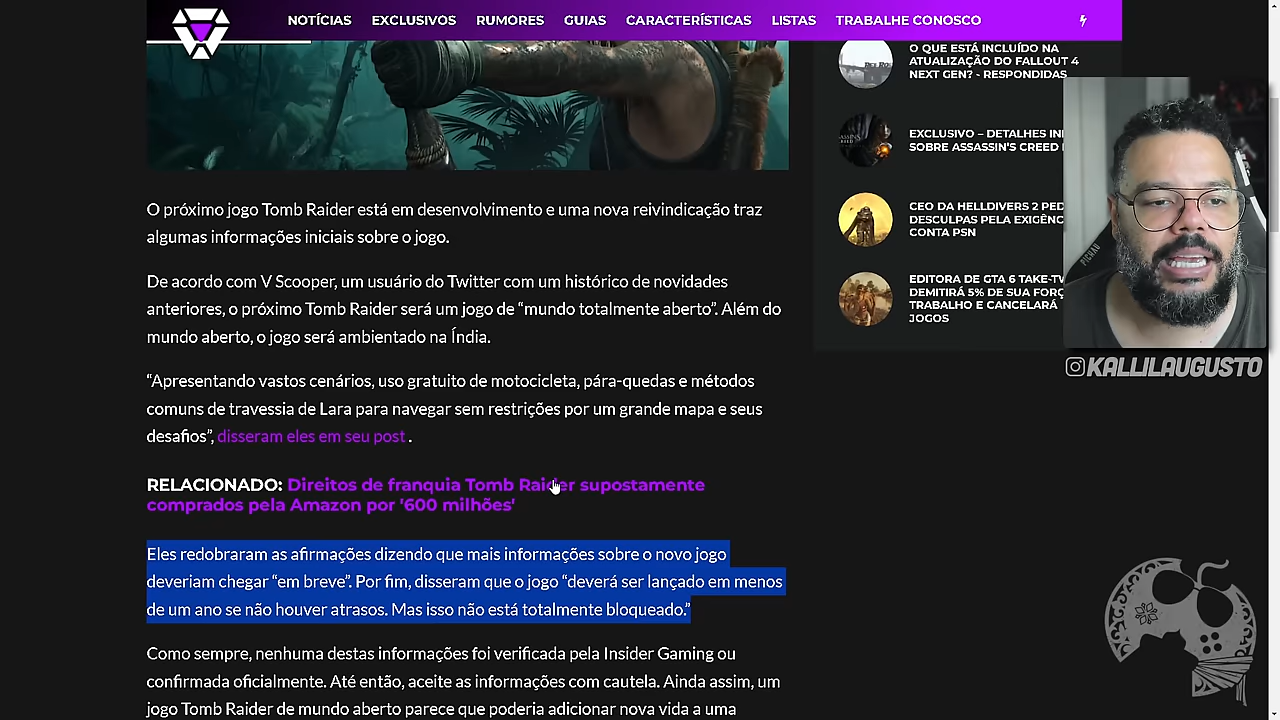 NOTÍCIAS EXCLUSIVOS RUMORES GUIAS CARACTERÍSTICAS LISTAS TRABALHE CONOSCO
O próximo jogo Tomb Raider está em desenvolvimento e uma nova reivindicação traz
algumas informações iniciais sobre o jogo.
De acordo com V Scooper, um usuário do Twitter com um histórico de novidades
anteriores, o próximo Tomb Raider será um jogo de “mundo totalmente aberto”. Além do
mundo aberto, o jogo será ambientado na Índia.
“Apresentando vastos cenários, uso gratuito de motocicleta, pára-quedas e métodos
comuns de travessia de Lara para navegar sem restrições por um grande mapa e seus
desafios”, disseram eles em seu post .
RELACIONADO: Direitos de franquia Tomb Raider supostamente
comprados pela Amazon por '600 milhões'
Eles redobraram as afirmações dizendo que mais informações sobre o novo jogo
deveriam chegar “em breve”. Por fim, disseram que o jogo “deverá ser lançado em menos
de um ano se não houver atrasos. Mas isso não está totalmente bloqueado.”
Como sempre, nenhuma destas informações foi verificada pela Insider Gaming ou
confirmada oficialmente. Até então, aceite as informações com cautela. Ainda assim, um
jogo Tomb Raider de mundo aberto parece que poderia adicionar nova vida a uma
O QUE ESTÁ INCLUÍDO NA
ATUALIZAÇÃO DO FALLOUT 4
NEXT GEN? - RESPONDIDAS
EXCLUSIVO – DETALHES
SOBRE ASSASSIN'S CREED
CEO DA HELLDIVERS 2
DESCULPAS PELA
CONTA PSN
EDITORA DE GTA 6
DEMITIRÁ 5% DE SUA
TRABALHO E CANCELARÁ
JOGOS
PICHAU
KALLILAUGUSTO